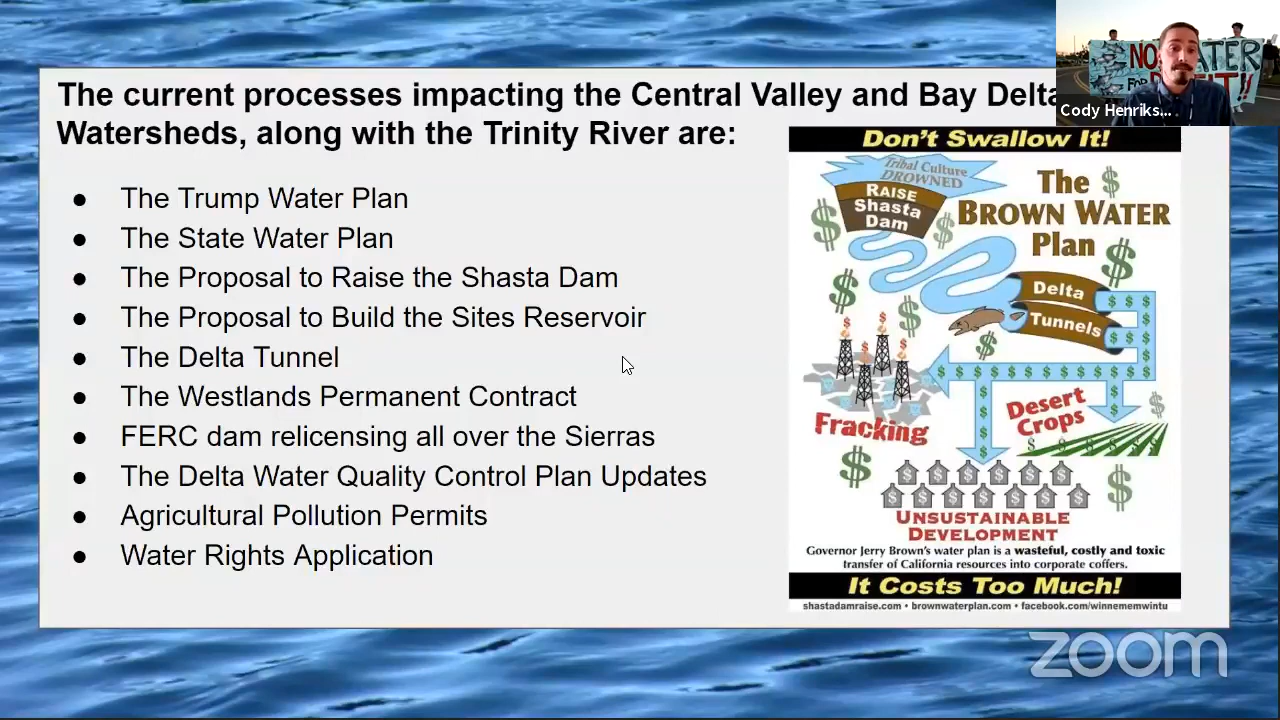 The current processes impacting the Central Valley and Bay Delta
Watersheds, along with the Trinity River are:
● The Trump Water Plan
● The State Water Plan
● The Proposal to Raise the Shasta Dam
● The Proposal to Build the Sites Reservoir
● The Delta Tunnel
● The Westlands Permanent Contract
● FERC dam relicensing all over the Sierras
● The Delta Water Quality Control Plan Updates
● Agricultural Pollution Permits
● Water Rights Application
NO
FOR
Cody Henriks...
Don't Swallow It!
Tribal Culture
DROWNED
RAISE
Shasta
Dam
The
BROWN WATER
Plan
Delta
Tunnels
Fracking
Desert
Crops
UNSUSTAINABLE
DEVELOPMENT
Governor Jerry Brown's water plan is a wasteful, costly and toxic
transfer of California resources into corporate coffers.
It Costs Too Much!
shastadamraise.com • brownwaterplan.com • facebook.com/winnememwintu
zoom